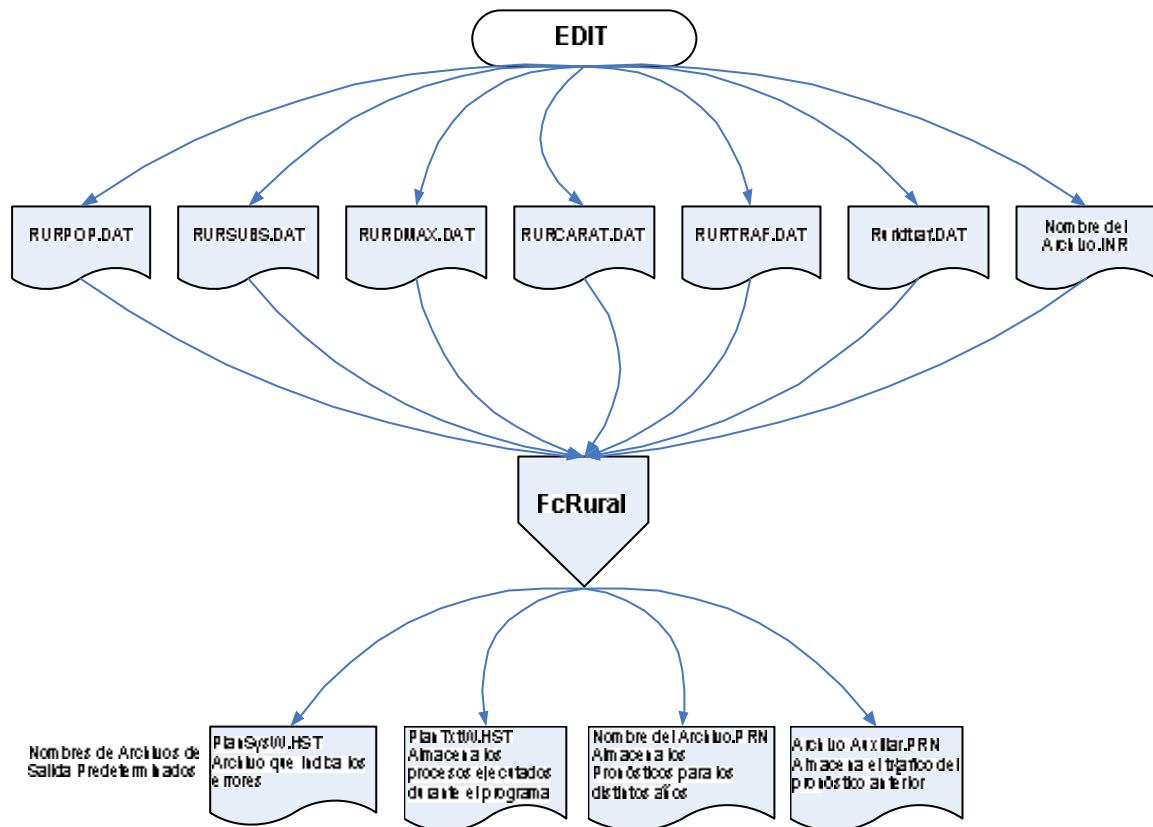 EDIT
RURPOP.DAT
RURSUBS.DAT
RURDMAX.DAT
RURCARAT.DAT
RURTRAF.DAT
Rurldtraf.DAT
Nombre del
Archivo.INR
FcRural
Nombres de Archivos de
Salida Predeterminados
PlanSysW.HST
Archivo que indica los
errores
PlanTxtW.HST
Almacena los
procesos ejecutados
durante el programa
Nombre del Archivo.PRN
Almacena los
Pronósticos para los
distintos años
Archivo Auxiliar.PRN
Almacena el tráfico del
pronóstico anterior